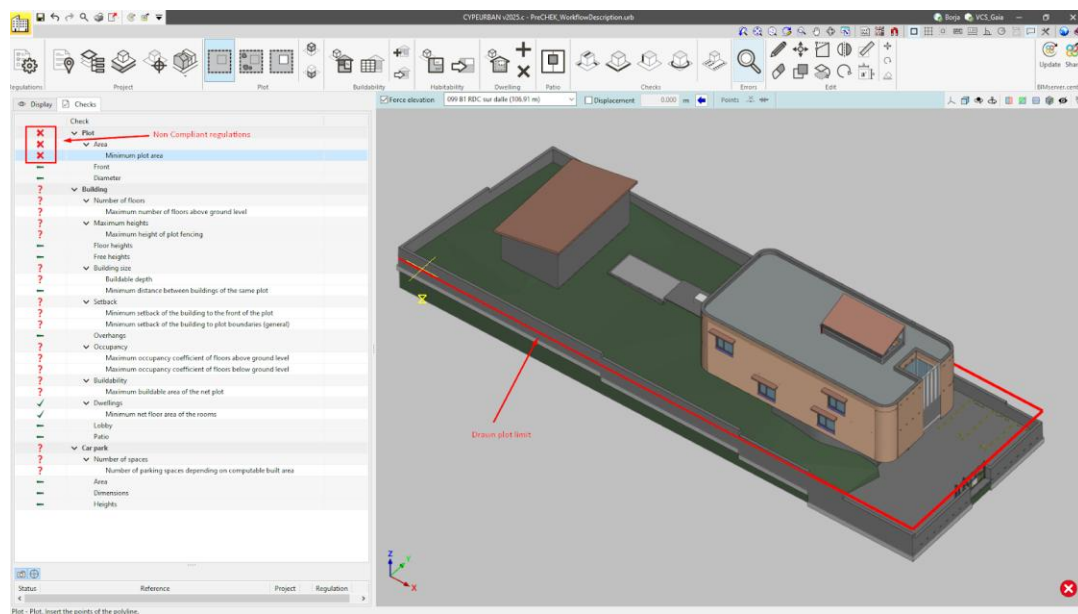 CYPEURBAN v2025.c - PreCHEK_WorkflowDescription.urb
Borja
VCS_Gaia
Regulations
Project
Plot
Buildability
Habitability
Dwelling
Patio
Checks
Errors
Edit
Update
BIMserver.cent
Display
Checks
Force elevation
099 B1 RDC sur dalle (106.91 m)
Displacement
0.000 m
Points
Check
Plot
Non Compliant regulations
Area
Minimum plot area
Front
Diameter
Building
Number of floors
Maximum number of floors above ground level
Maximum heights
Maximum height of plot fencing
Floor heights
Free heights
Building size
Buildable depth
Minimum distance between buildings of the same plot
Setback
Minimum setback of the building to the front of the plot
Minimum setback of the building to plot boundaries (general)
Overhangs
Occupancy
Maximum occupancy coefficient of floors above ground level
Maximum occupancy coefficient of floors below ground level
Buildability
Maximum buildable area of the net plot
Dwellings
Minimum net floor area of the rooms
Lobby
Patio
Car park
Number of spaces
Number of parking spaces depending on computable built area
Area
Dimensions
Heights
Drawn plot limit
Z
Y
X
Status
Reference
Project
Regulation
Plot - Plot. Insert the points of the polyline.